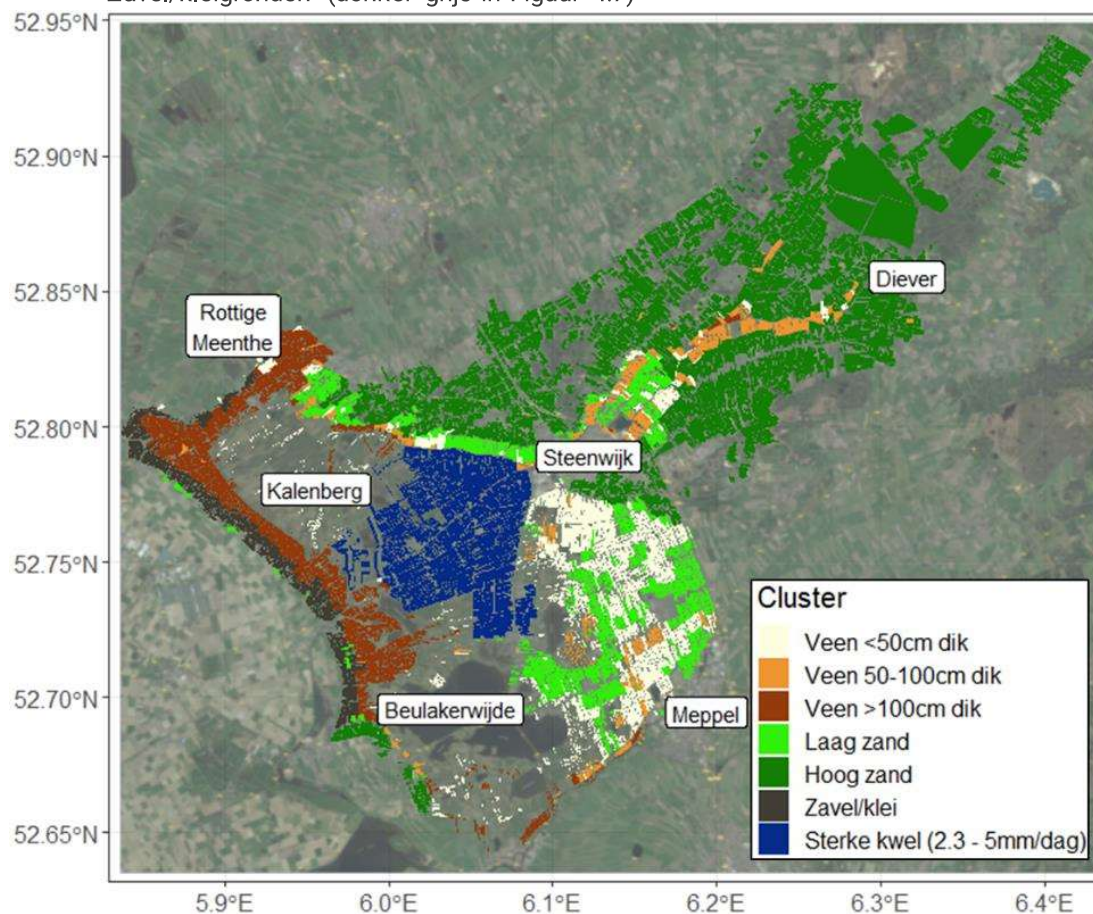 52.95°N
52.90°N
52.85°N
52.80°N
52.75°N
52.70°N
52.65°N
Diever
Rottige
Meenthe
Steenwijk
Kalenberg
Beulakerwijde
Meppel
Cluster
Veen <50cm dik
Veen 50-100cm dik
Veen >100cm dik
Laag zand
Hoog zand
Zavel/klei
Sterke kwel (2.3 - 5mm/dag)
5.9°E
6.0°E
6.1°E
6.2°E
6.3°E
6.4°E